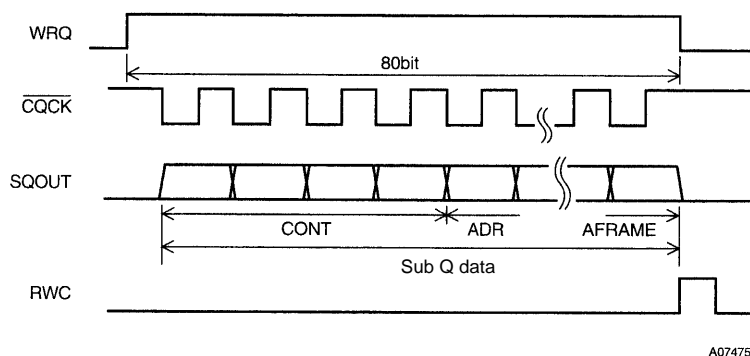 WRQ
80bit
CQCK
SQOUT
CONT
ADR
AFRAME
Sub Q data
RWC
A07475